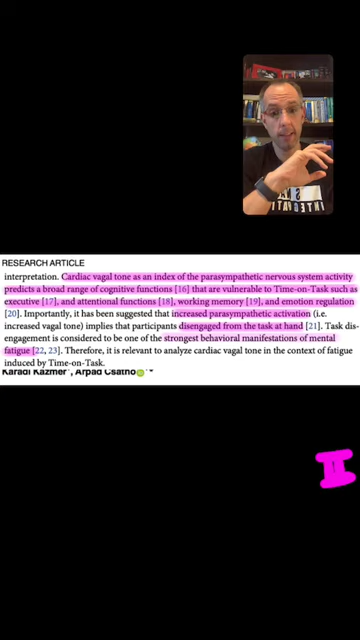 RESEARCH ARTICLE
interpretation. Cardiac vagal tone as an index of the parasympathetic nervous system activity
predicts a broad range of cognitive functions [16] that are vulnerable to Time-on-Task such as
executive [17], and attentional functions [18], working memory [19], and emotion regulation
[20]. Importantly, it has been suggested that increased parasympathetic activation (i.e.
increased vagal tone) implies that participants disengaged from the task at hand [21]. Task dis-
engagement is considered to be one of the strongest behavioral manifestations of mental
fatigue [22, 23]. Therefore, it is relevant to analyze cardiac vagal tone in the context of fatigue
induced by Time-on-Task.
Karadi Kazmer, Arpad Csatho
II